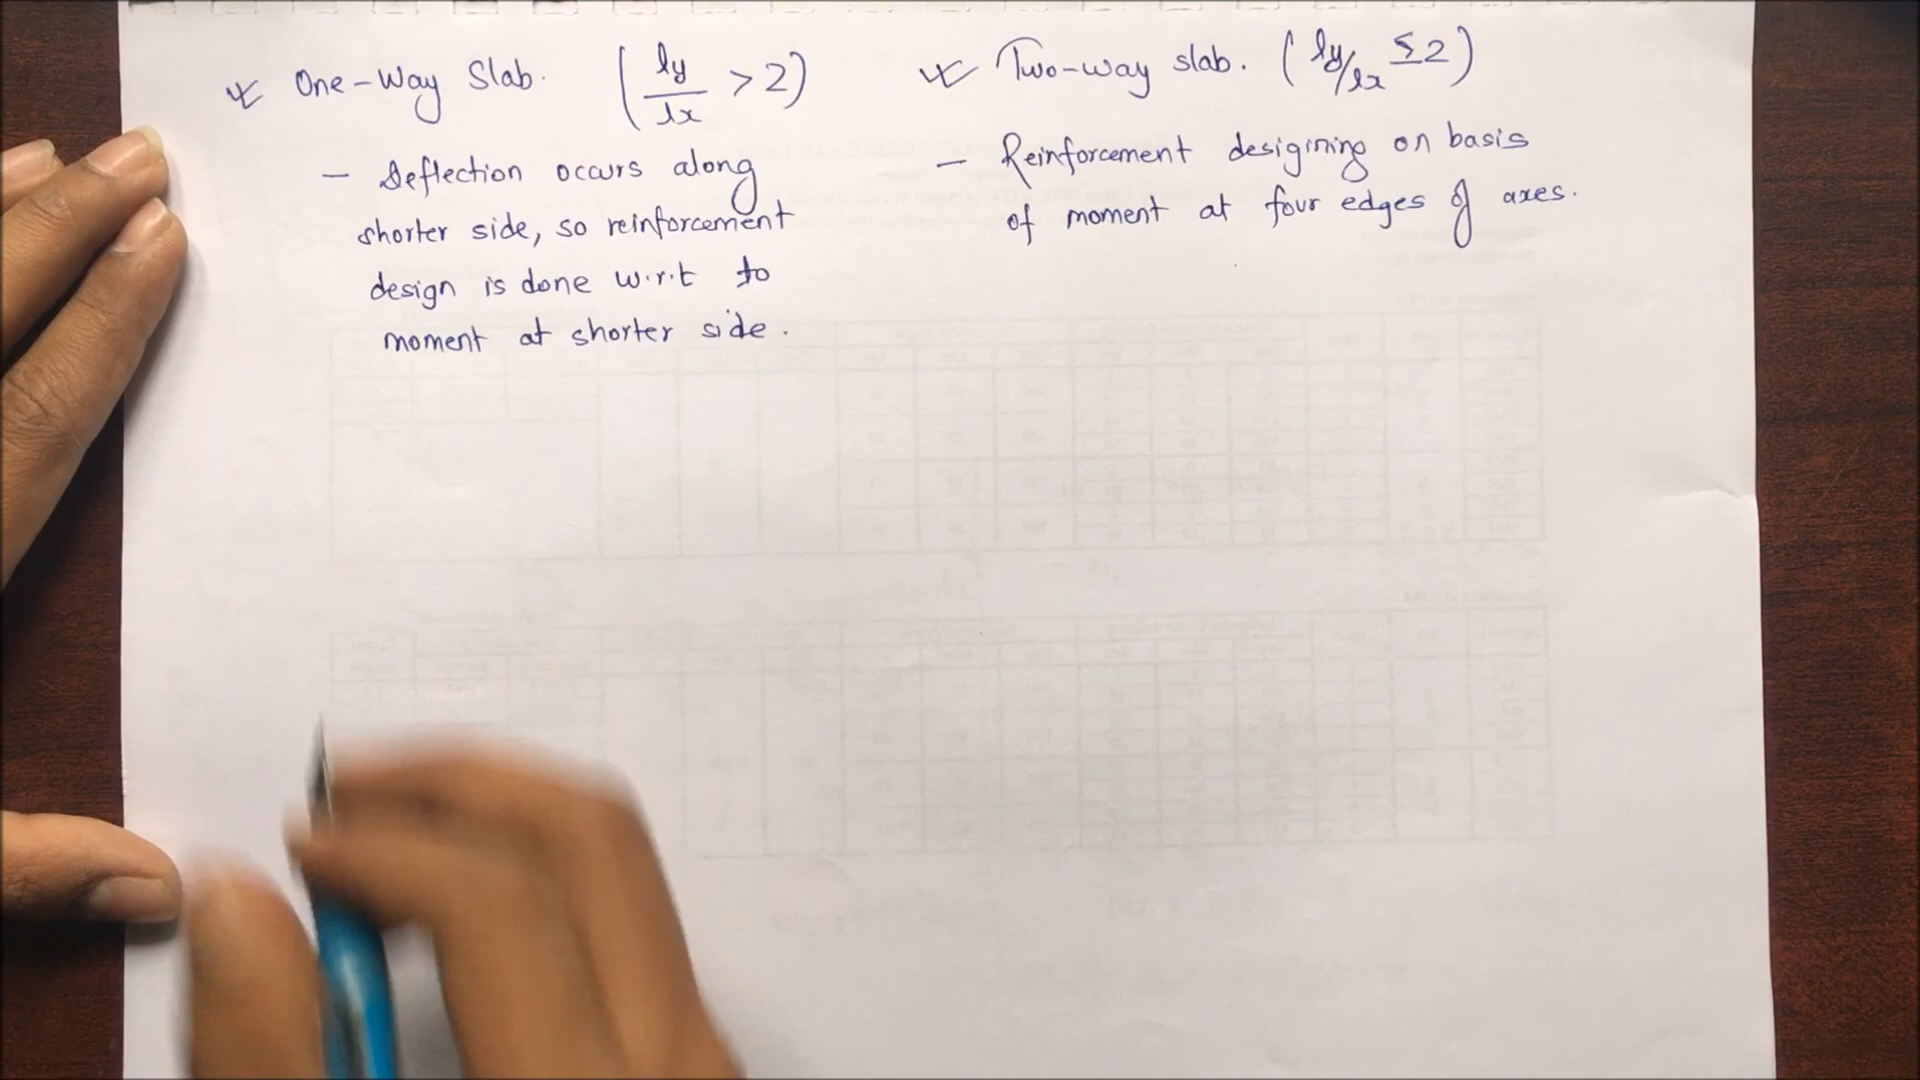 One-Way Slab. (ly/lx > 2)
- Deflection occurs along
shorter side, so reinforcement
design is done w.r.t to
moment at shorter side.
Two-way slab. (ly/lx ≤ 2)
- Reinforcement designing on basis
of moment at four edges of axes.